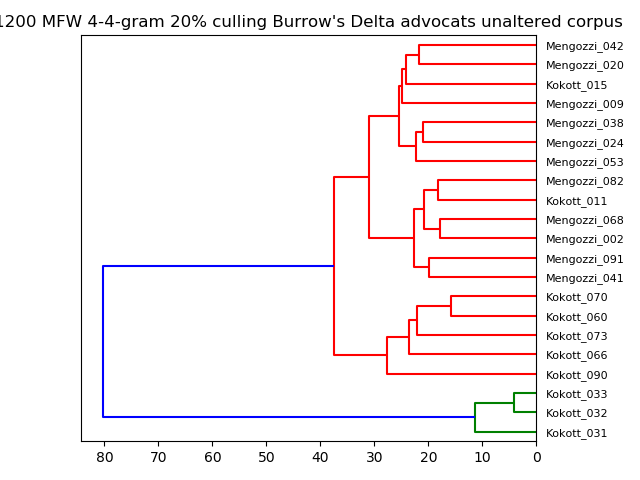 1200 MFW 4-4-gram 20% culling Burrow's Delta advocats unaltered corpus
Mengozzi_042
Mengozzi_020
Kokott_015
Mengozzi_009
Mengozzi_038
Mengozzi_024
Mengozzi_053
Mengozzi_082
Kokott_011
Mengozzi_068
Mengozzi_002
Mengozzi_091
Mengozzi_041
Kokott_070
Kokott_060
Kokott_073
Kokott_066
Kokott_090
Kokott_033
Kokott_032
Kokott_031
80 70 60 50 40 30 20 10 0